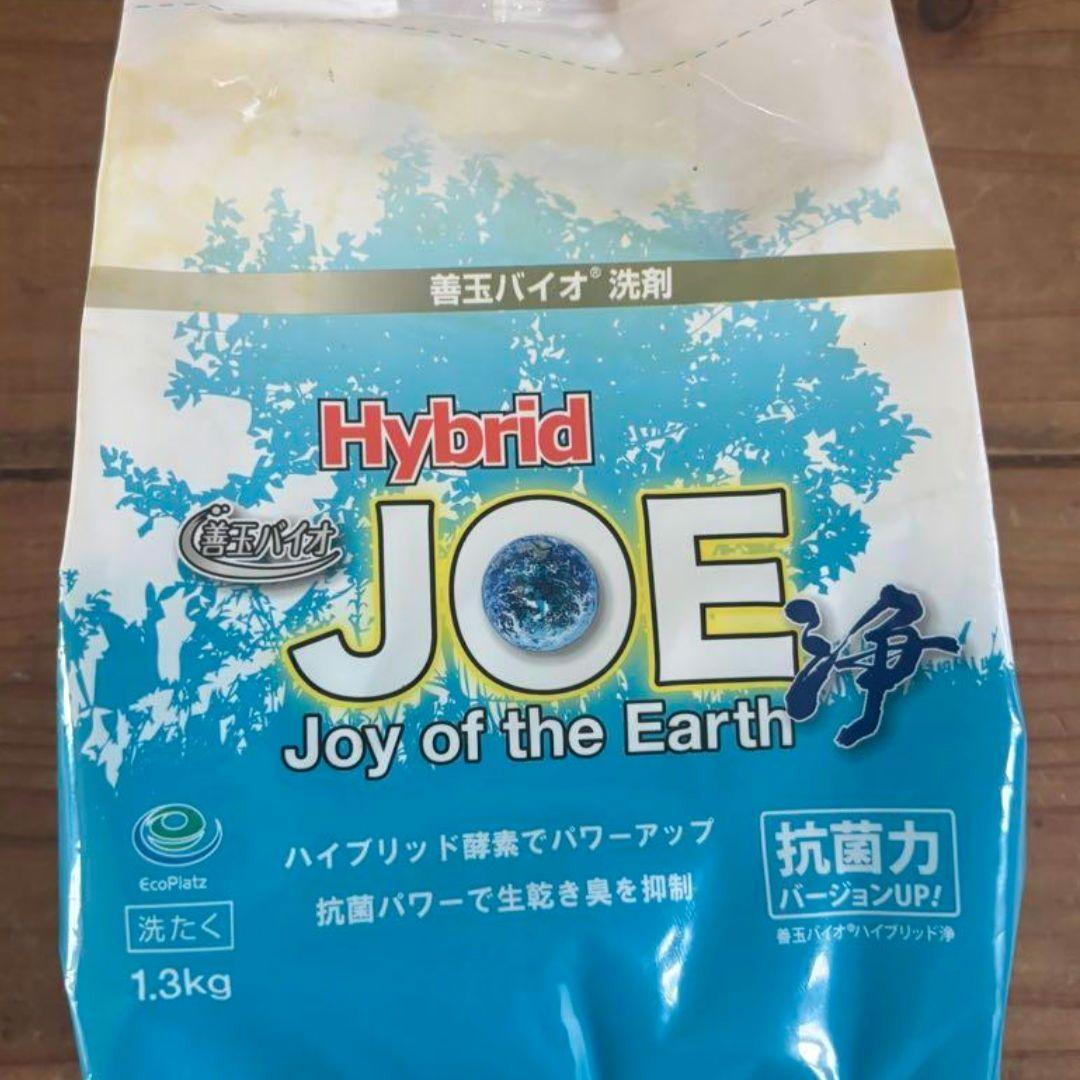 善玉バイオ® 洗剤
Hybrid
善玉バイオ
JOE
浄
Joy of the Earth
EcoPlatz
ハイブリッド酵素でパワーアップ
抗菌パワーで生乾き臭を抑制
洗たく
1.3kg
抗菌力
バージョンUP!
善玉バイオ®ハイブリッド浄